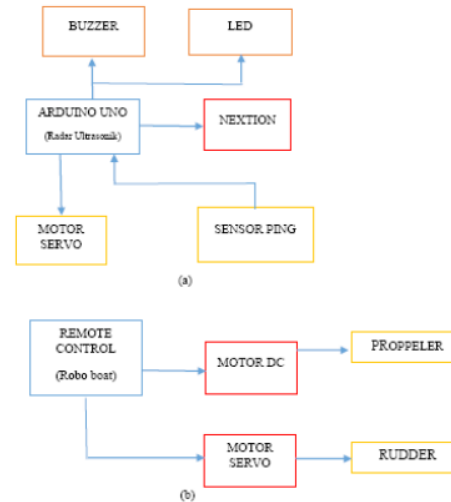 BUZZER
LED
ARDUINO UNO
(Radar Ultrasonik)
NEXTION
MOTOR
SERVO
SENSOR PING
(a)
REMOTE
CONTROL
(Robo boat)
MOTOR DC
PROPPELER
MOTOR
SERVO
RUDDER
(b)